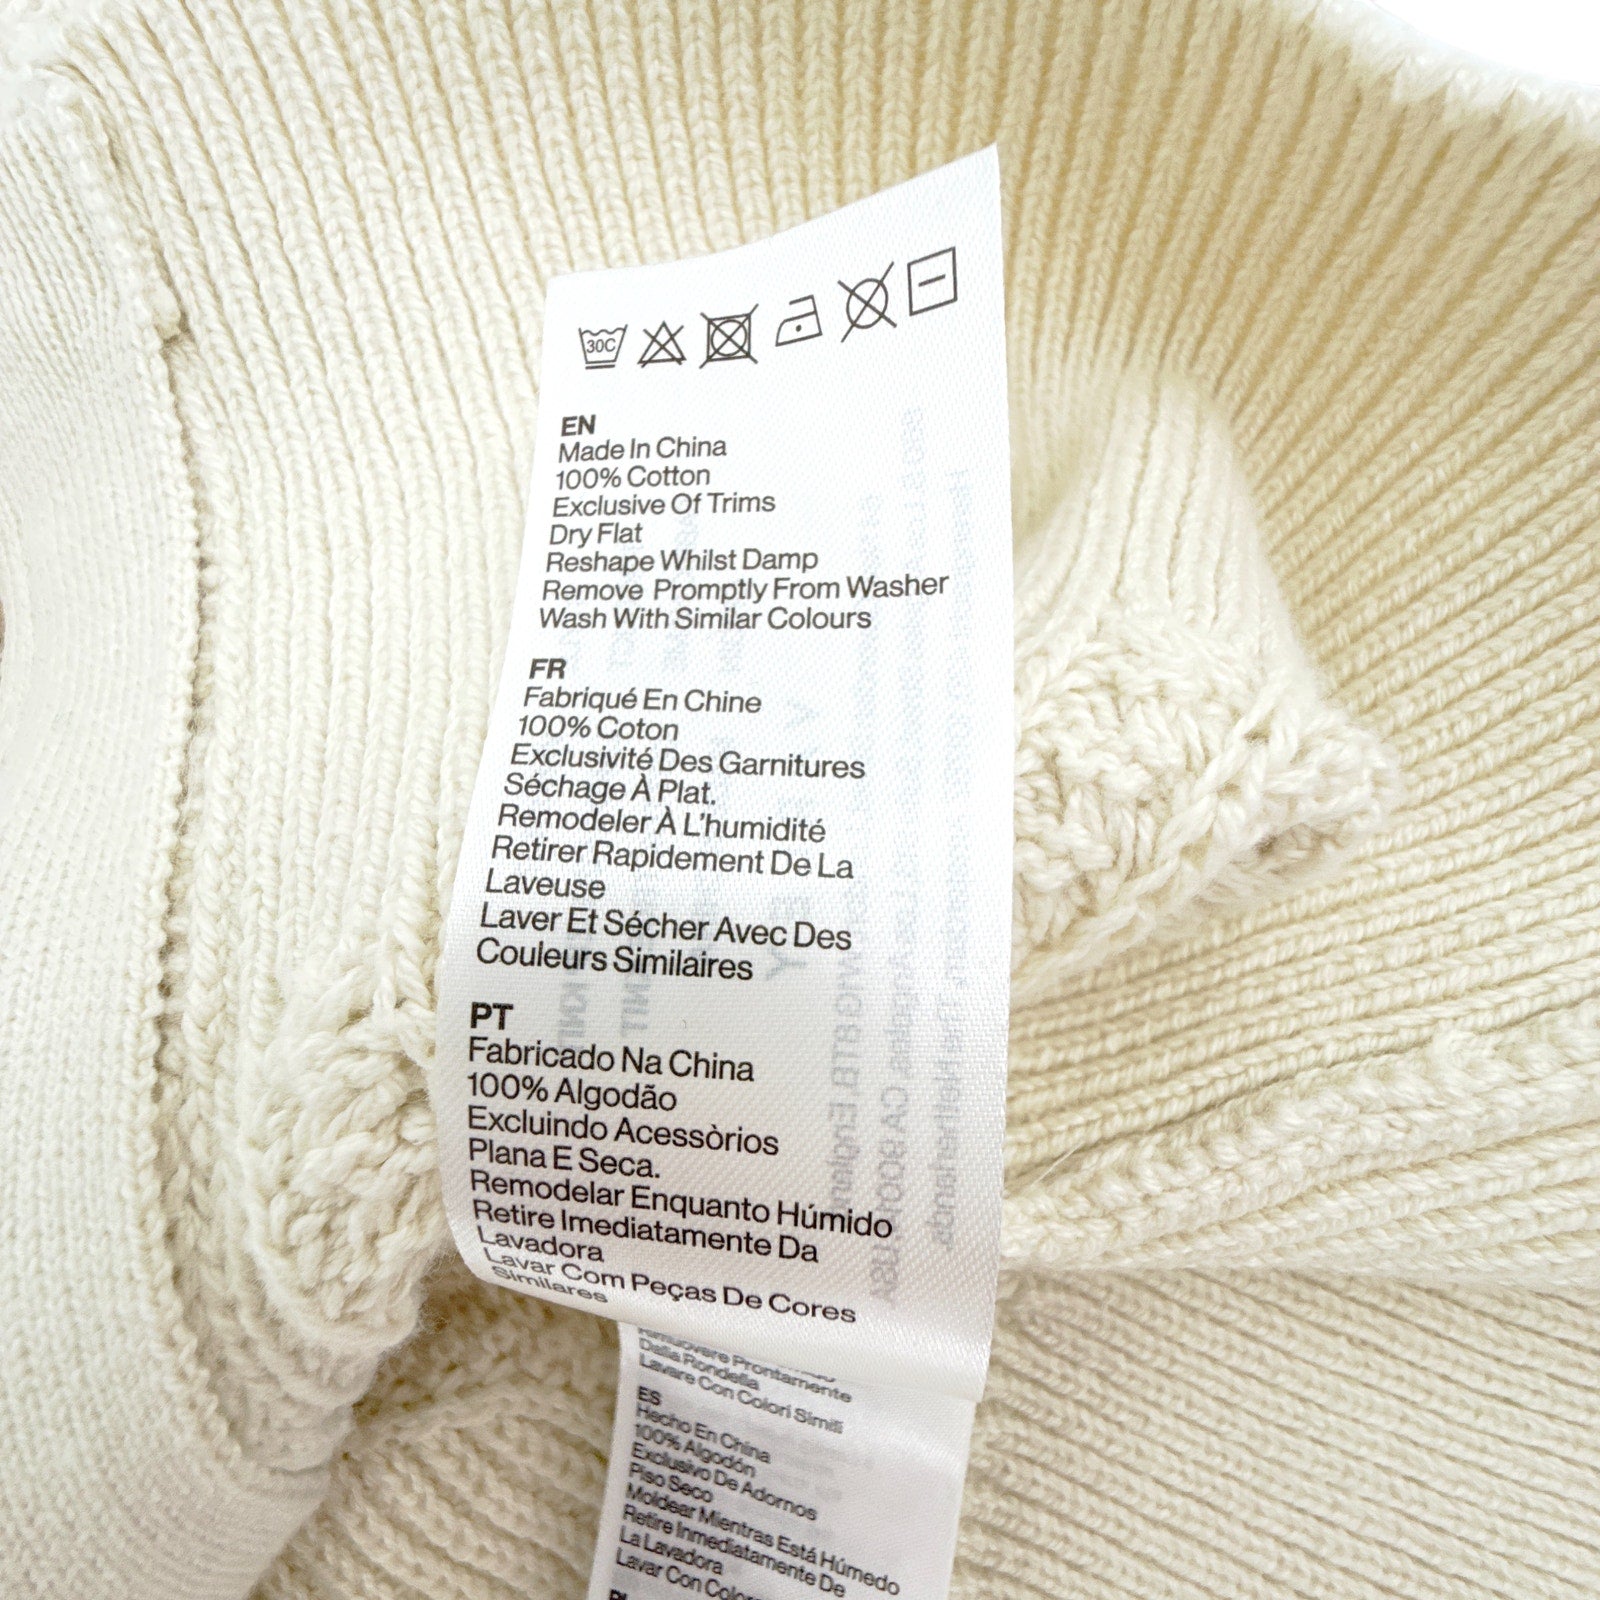 30C
EN
Made In China
100% Cotton
Exclusive Of Trims
Dry Flat
Reshape Whilst Damp
Remove Promptly From Washer
Wash With Similar Colours
FR
Fabriqué En Chine
100% Coton
Exclusivité Des Garnitures
Séchage À Plat.
Remodeler À L'humidité
Retirer Rapidement De La
Laveuse
Laver Et Sécher Avec Des
Couleurs Similaires
PT
Fabricado Na China
100% Algodão
Excluindo Acessòrios
Plana E Seca.
Remodelar Enquanto Húmido
Retire Imediatamente Da
Lavadora
Lavar Com Peças De Cores
Similares
Rimuovere Prontamente
Dalla Rondella
Lavare Con Colori Simili
ES
Hecho En China
100% Algodón
Exclusivo De Adornos
Piso Seco
Moldear Mientras Está Húmedo
Retire Inmediatamente De
La Lavadora
Lavar Con